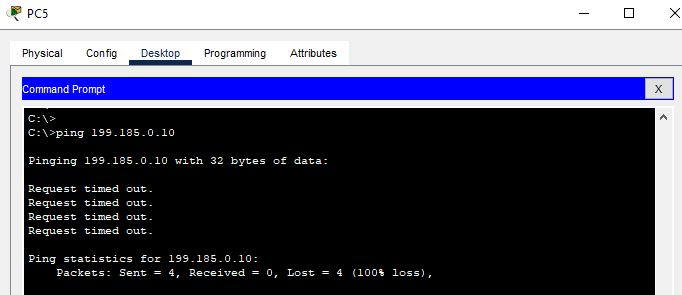 PC5
Physical Config Desktop Programming Attributes
Command Prompt X
C:\>
C:\>ping 199.185.0.10
Pinging 199.185.0.10 with 32 bytes of data:
Request timed out.
Request timed out.
Request timed out.
Request timed out.
Ping statistics for 199.185.0.10:
Packets: Sent = 4, Received = 0, Lost = 4 (100% loss),